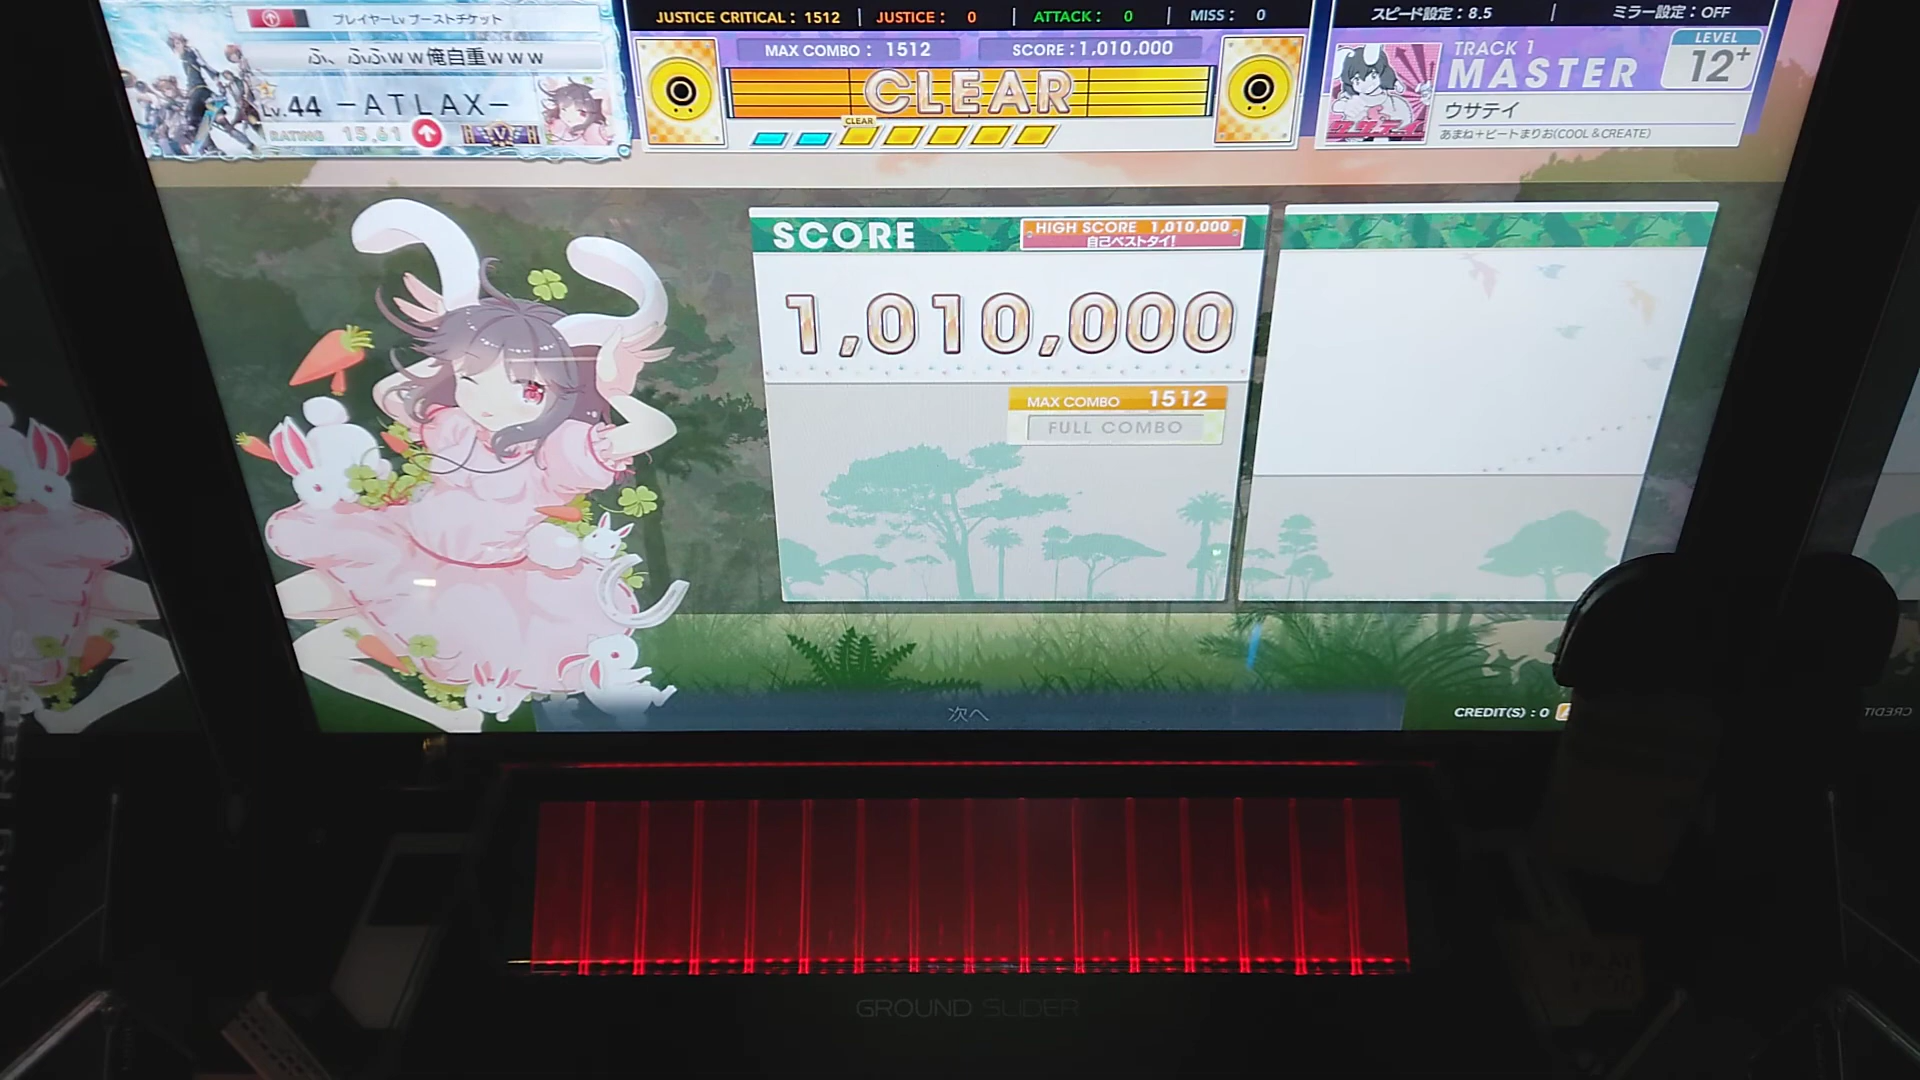 プレイヤーLv ブーストチケット
ふ、ふふww俺自重www
Lv.44 -ATLAX-
RATING 15.61
JUSTICE CRITICAL : 1512 | JUSTICE : 0 | ATTACK : 0 | MISS : 0
MAX COMBO : 1512 SCORE : 1,010,000
CLEAR
CLEAR
スピード設定 : 8.5 | ミラー設定 : OFF
TRACK 1
MASTER
LEVEL
12+
ウサテイ
あまね+ビートまりお(COOL&CREATE)
ウサテイ
SCORE
HIGH SCORE 1,010,000
自己ベストタイ!
1,010,000
MAX COMBO 1512
FULL COMBO
次へ
CREDIT(S) : 0
GROUND SLIDER